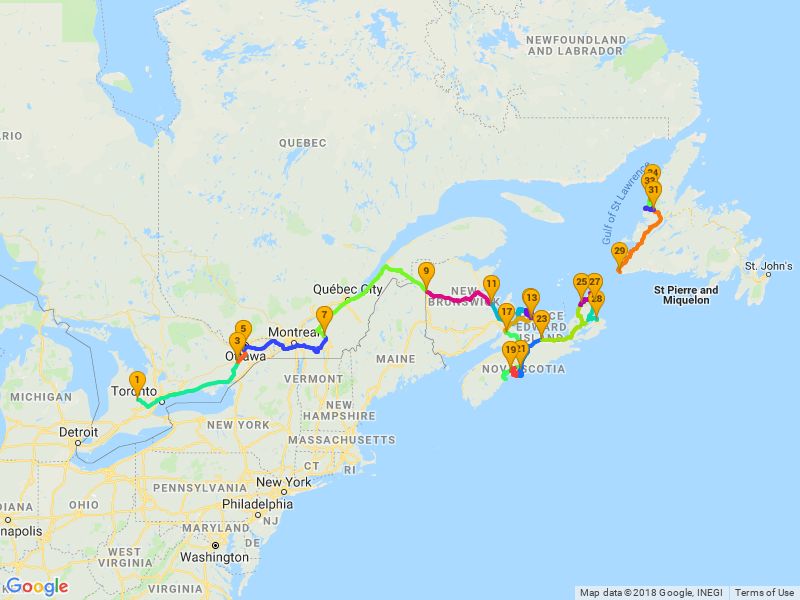 NEWFOUNDLAND
AND LABRADOR
RIO
QUEBEC
Gulf of St Lawrence
34
33
31
29
St. John's
St Pierre and
Miquelon
9
11
NEW
BRUNSWICK
13
25
27
28
17
23
EDWARD
ISLAND
Québec City
7
5
3
Ottawa
Montreal
19
21
NOVA SCOTIA
1
Toronto
MAINE
VERMONT
MICHIGAN
NEW
HAMPSHIRE
NEW YORK
Detroit
MASSACHUSETTS
CT
RI
PENNSYLVANIA
New York
OHIO
Philadelphia
NJ
DIANA
napolis
MARYLAND
DE
Washington
WEST
VIRGINIA
VIRGINIA
Google
Map data ©2018 Google, INEGI
Terms of Use